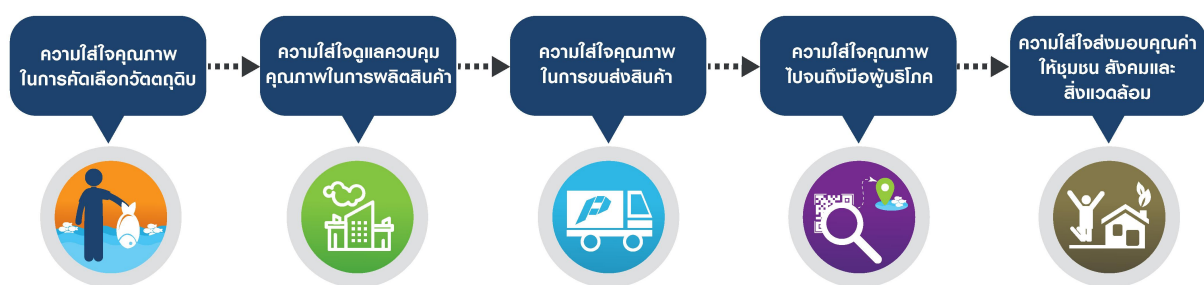 ความใส่ใจคุณภาพ
ในการคัดเลือกวัตตถุดิบ
ความใส่ใจดูแลควบคุม
คุณภาพในการผลิตสินค้า
ความใส่ใจคุณภาพ
ในการขนส่งสินค้า
ความใส่ใจคุณภาพ
ไปจนถึงมือผู้บริโภค
ความใส่ใจส่งมอบคุณค่า
ให้ชุมชน สังคมและ
สิ่งแวดล้อม